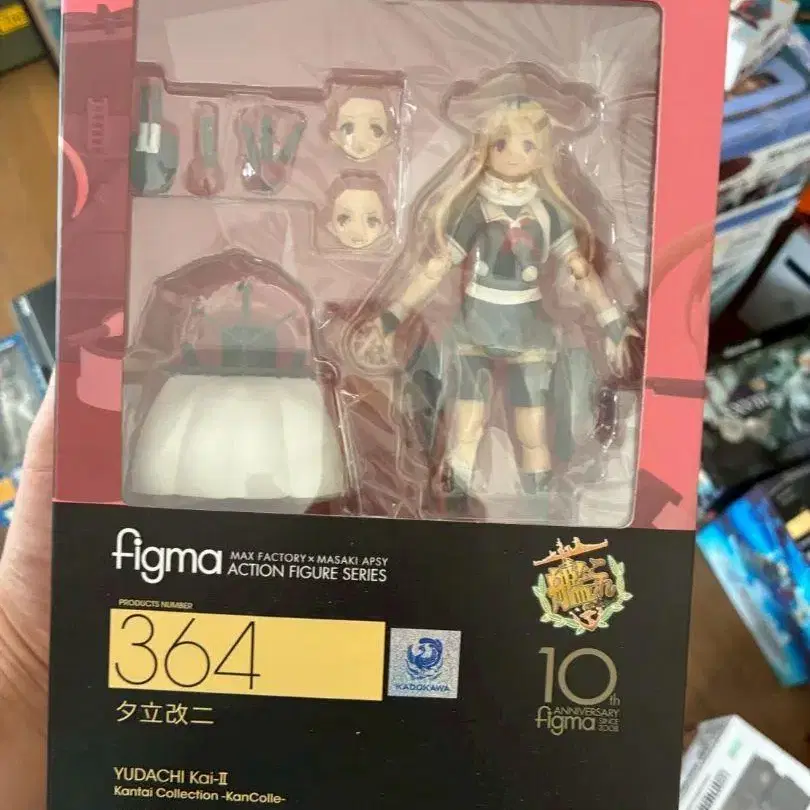 figma
MAX FACTORY × MASAKI APSY
ACTION FIGURE SERIES
PRODUCTS NUMBER
364
KADOKAWA
夕立改二
10th
ANNIVERSARY
figma SINCE 2008
YUDACHI Kai-II
Kantai Collection -KanColle-